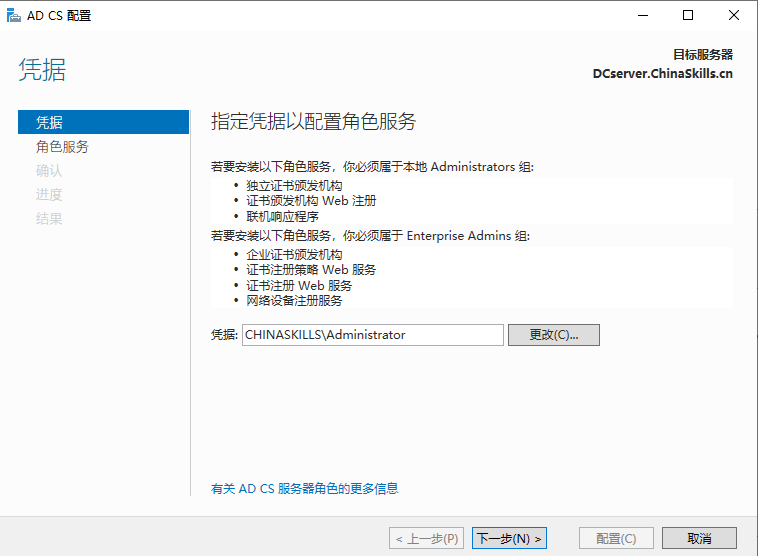 AD CS 配置
凭据
目标服务器
DCserver.ChinaSkills.cn
凭据
角色服务
确认
进度
结果
指定凭据以配置角色服务
若要安装以下角色服务，你必须属于本地 Administrators 组:
• 独立证书颁发机构
• 证书颁发机构 Web 注册
• 联机响应程序
若要安装以下角色服务，你必须属于 Enterprise Admins 组:
• 企业证书颁发机构
• 证书注册策略 Web 服务
• 证书注册 Web 服务
• 网络设备注册服务
凭据: CHINASKILLS\Administrator 更改(C)...
有关 AD CS 服务器角色的更多信息
< 上一步(P) 下一步(N) > 配置(C) 取消